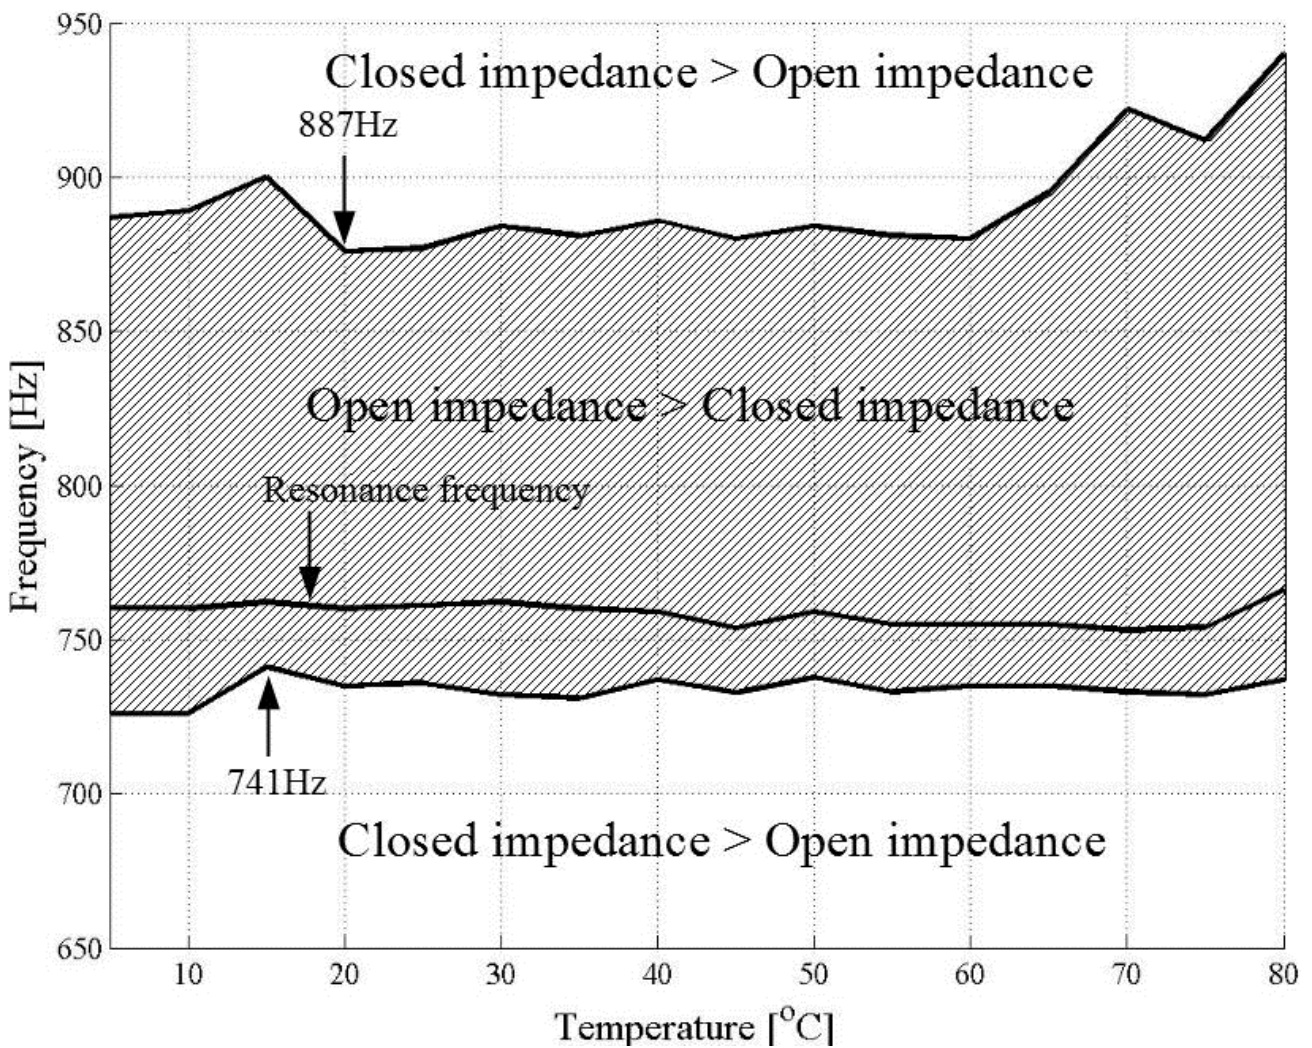 950
Closed impedance > Open impedance
887Hz
900
850
Open impedance > Closed impedance
800
Resonance frequency
750
741Hz
700
Closed impedance > Open impedance
650
10 20 30 40 50 60 70 80
Frequency [Hz]
Temperature [°C]